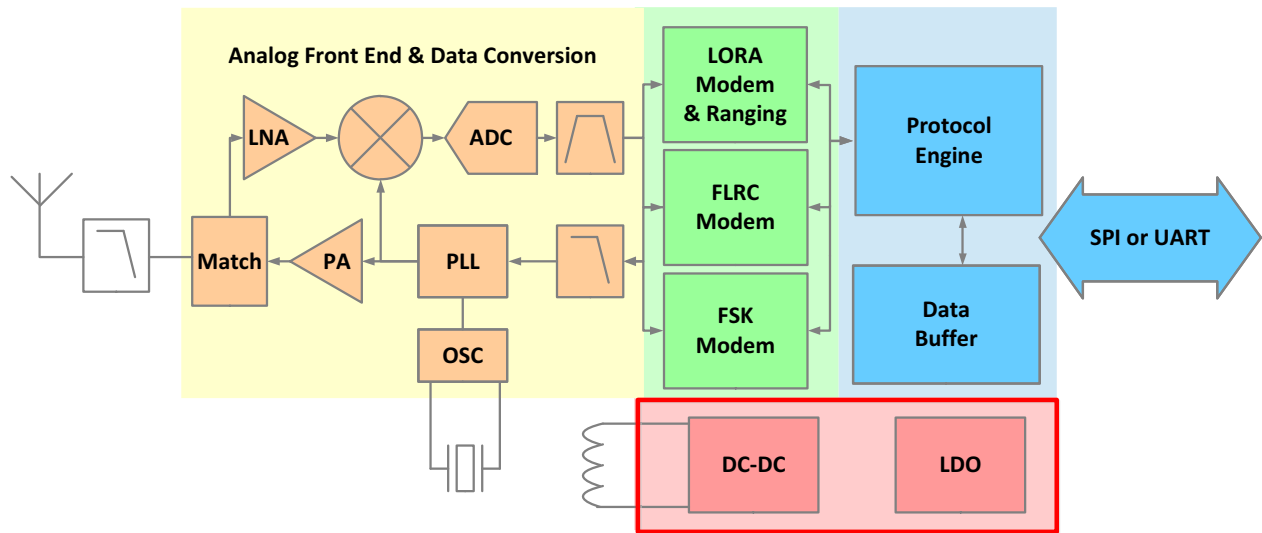 Analog Front End & Data Conversion
LORA
Modem
& Ranging
Protocol
Engine
LNA
ADC
FLRC
Modem
SPI or UART
Match
PA
PLL
FSK
Modem
Data
Buffer
OSC
DC-DC
LDO